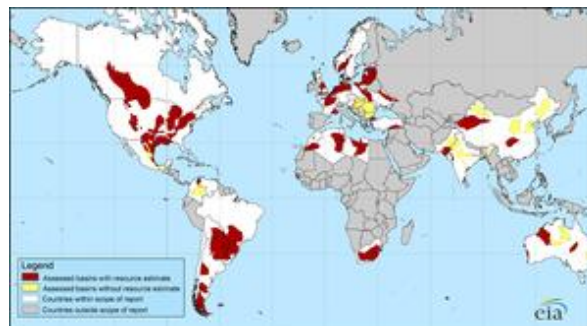 Legend
Assessed basins with resource estimate
Assessed basins without resource estimate
Countries within scope of report
Countries outside scope of report
eia